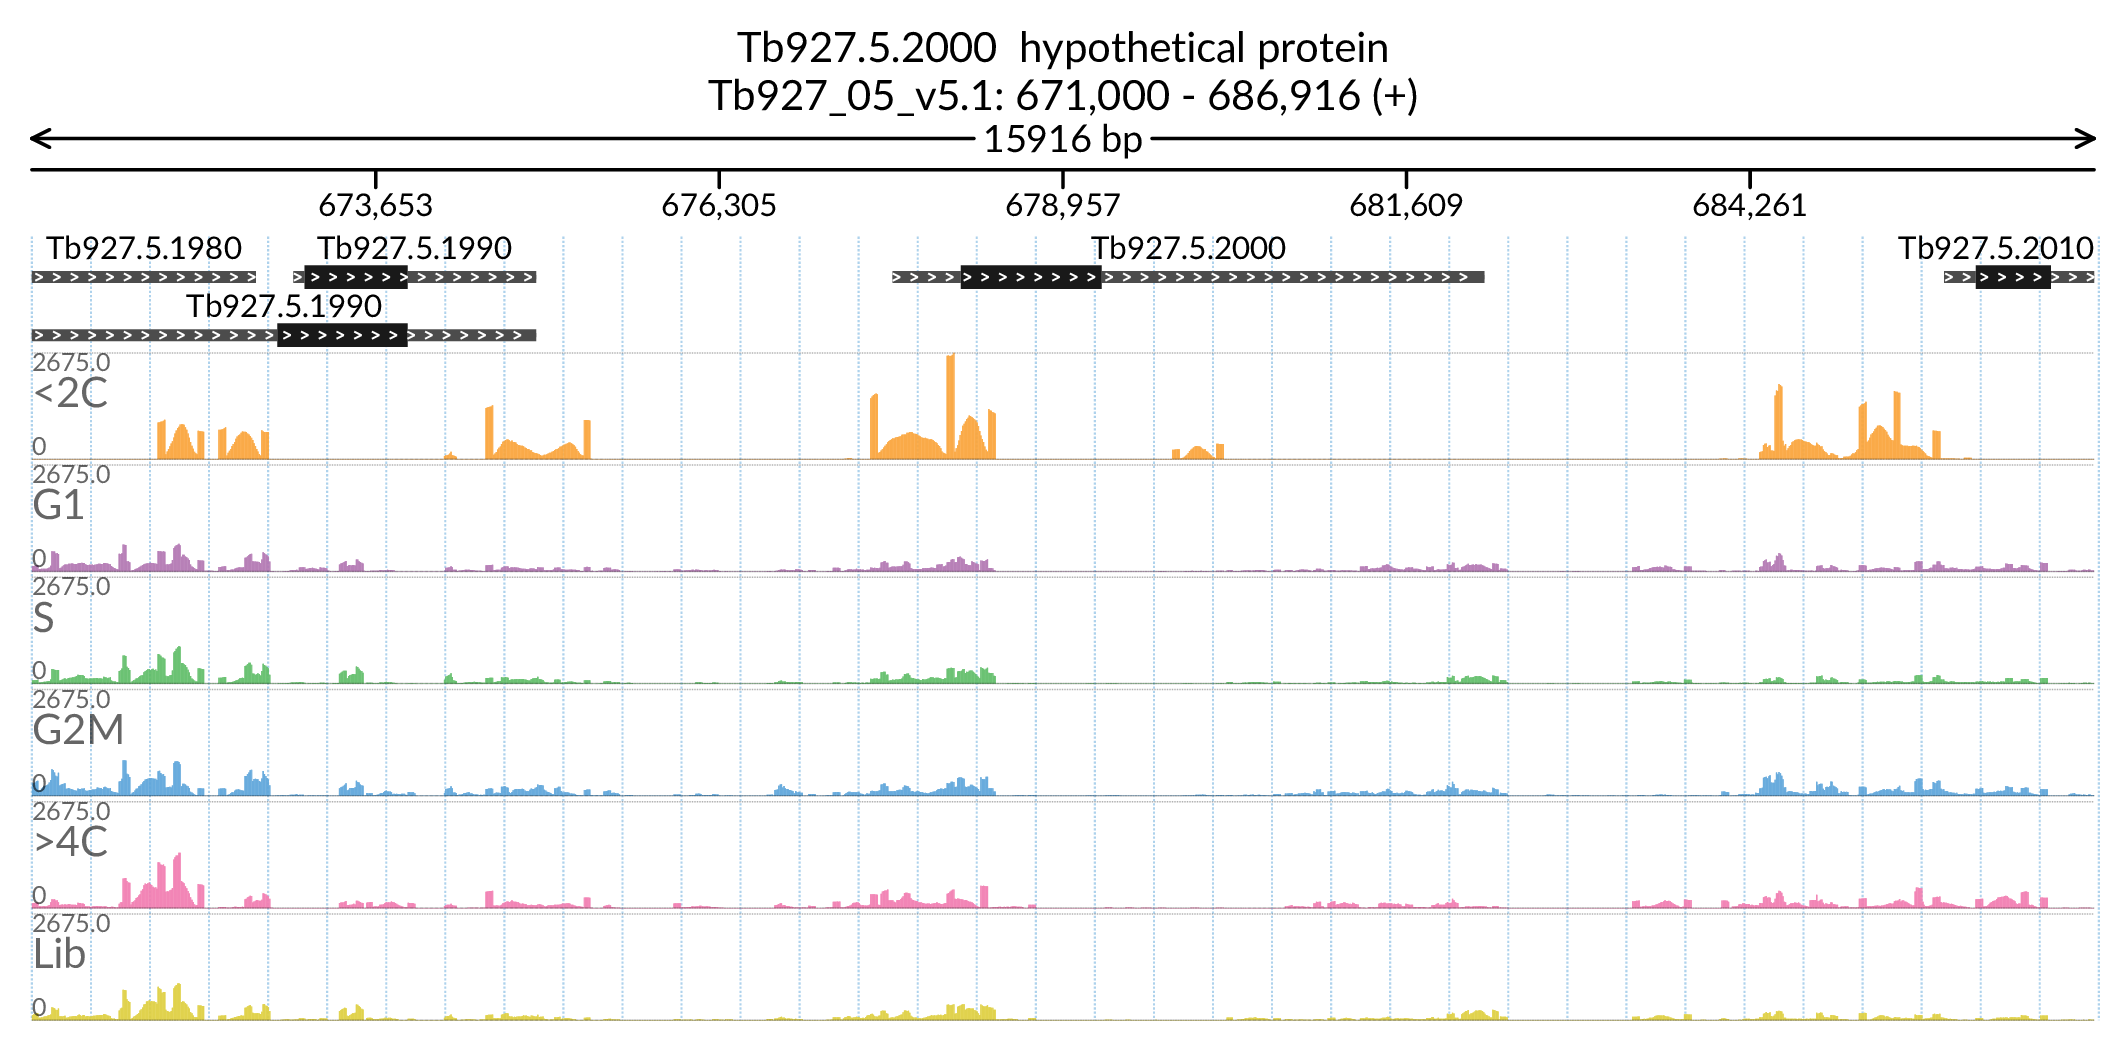 Tb927.5.2000  hypothetical protein
Tb927_05_v5.1: 671,000 - 686,916 (+)
15916 bp
673,653 676,305 678,957 681,609 684,261
Tb927.5.1980 Tb927.5.1990 Tb927.5.2000 Tb927.5.2010
Tb927.5.1990
2675.0
<2C
0
2675.0
G1
0
2675.0
S
0
2675.0
G2M
0
2675.0
>4C
0
2675.0
Lib
0